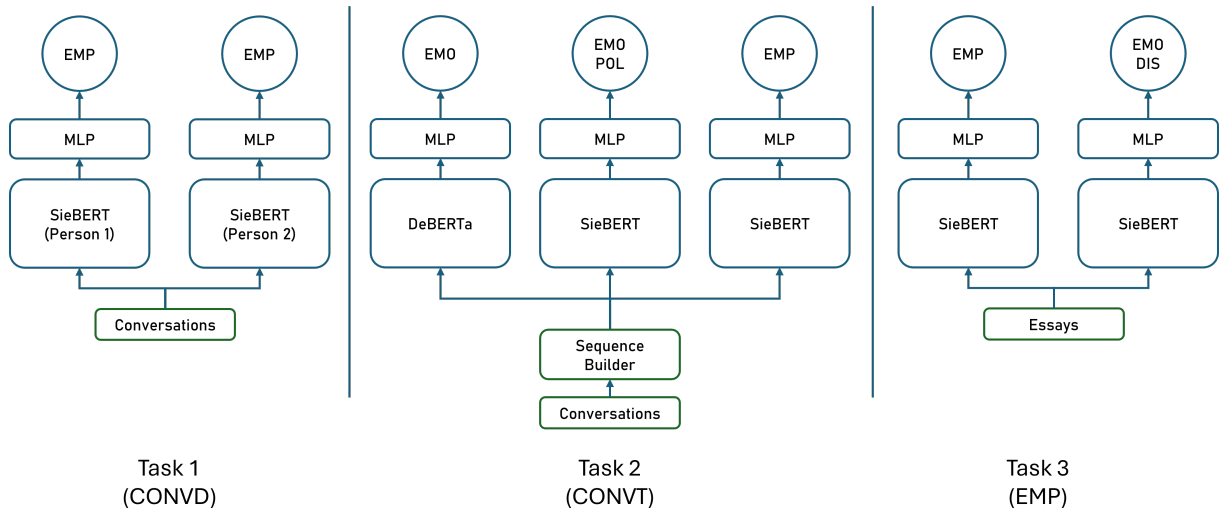 EMP
EMP
MLP
MLP
SieBERT
(Person 1)
SieBERT
(Person 2)
Conversations
Task 1
(CONVD)
EMO
EMO
POL
EMP
MLP
MLP
MLP
DeBERTa
SieBERT
SieBERT
Sequence
Builder
Conversations
Task 2
(CONVT)
EMP
EMO
DIS
MLP
MLP
SieBERT
SieBERT
Essays
Task 3
(EMP)